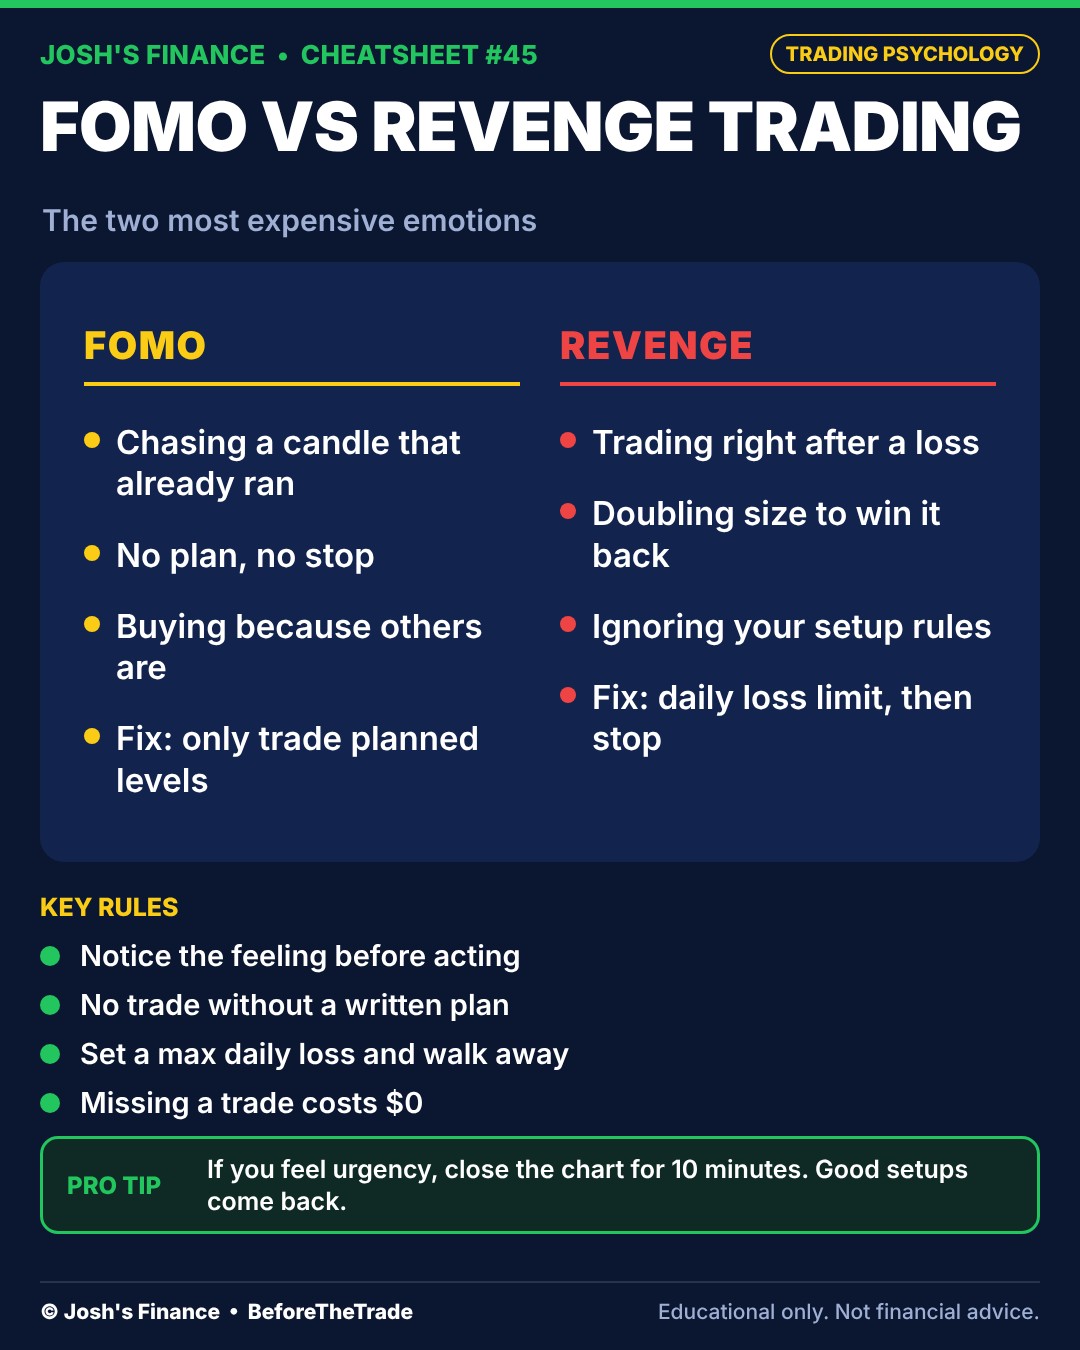 JOSH'S FINANCE • CHEATSHEET #45
TRADING PSYCHOLOGY
FOMO VS REVENGE TRADING
The two most expensive emotions
FOMO
Chasing a candle that
already ran
No plan, no stop
Buying because others
are
Fix: only trade planned
levels
REVENGE
Trading right after a loss
Doubling size to win it
back
Ignoring your setup rules
Fix: daily loss limit, then
stop
KEY RULES
Notice the feeling before acting
No trade without a written plan
Set a max daily loss and walk away
Missing a trade costs $0
PRO TIP
If you feel urgency, close the chart for 10 minutes. Good setups
come back.
© Josh's Finance • BeforeTheTrade
Educational only. Not financial advice.